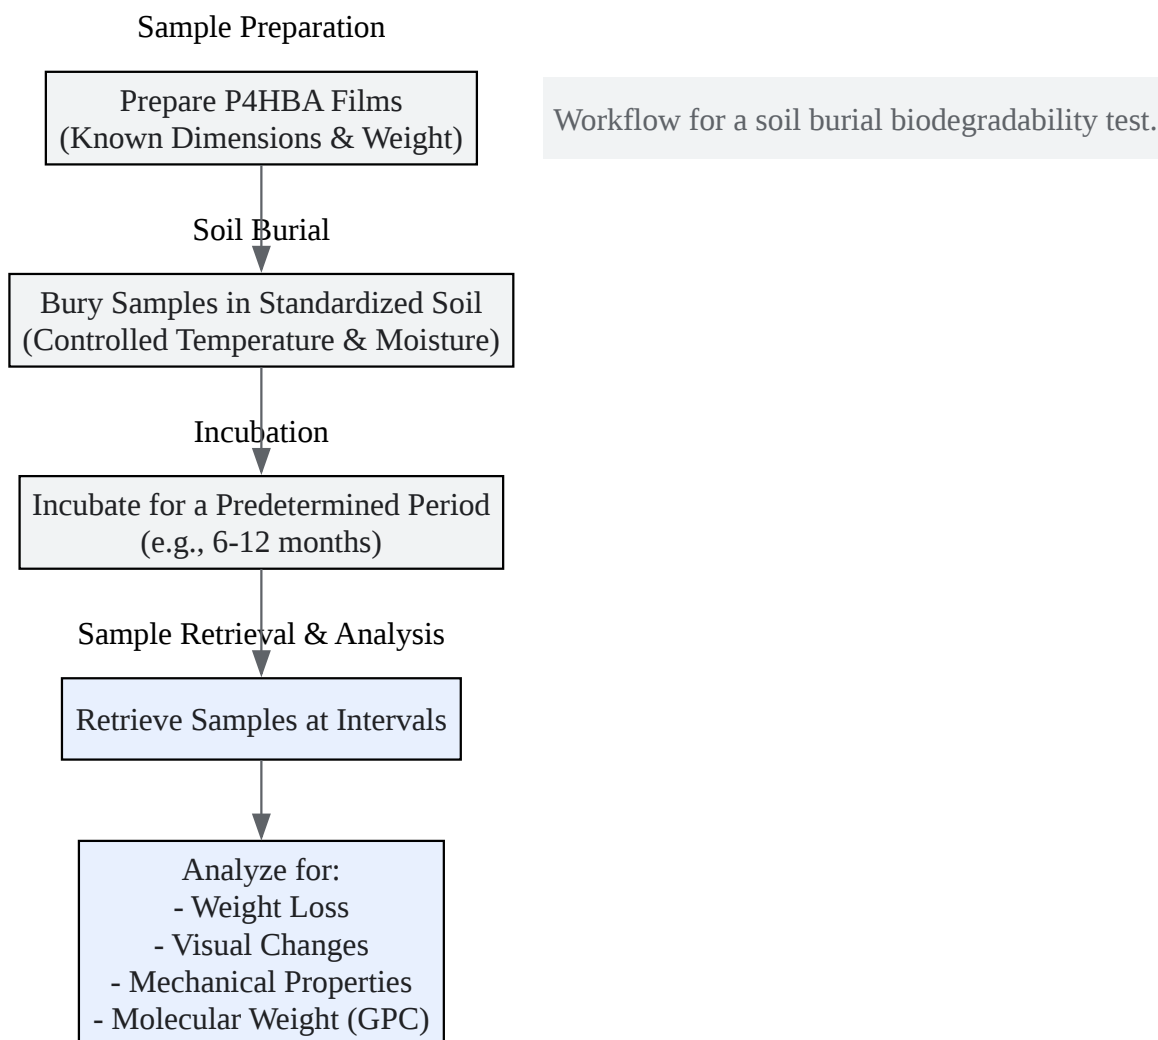 Sample Preparation
Prepare P4HBA Films
(Known Dimensions & Weight)
Workflow for a soil burial biodegradability test.
Soil Burial
Bury Samples in Standardized Soil
(Controlled Temperature & Moisture)
Incubation
Incubate for a Predetermined Period
(e.g., 6-12 months)
Sample Retrieval & Analysis
Retrieve Samples at Intervals
Analyze for:
- Weight Loss
- Visual Changes
- Mechanical Properties
- Molecular Weight (GPC)